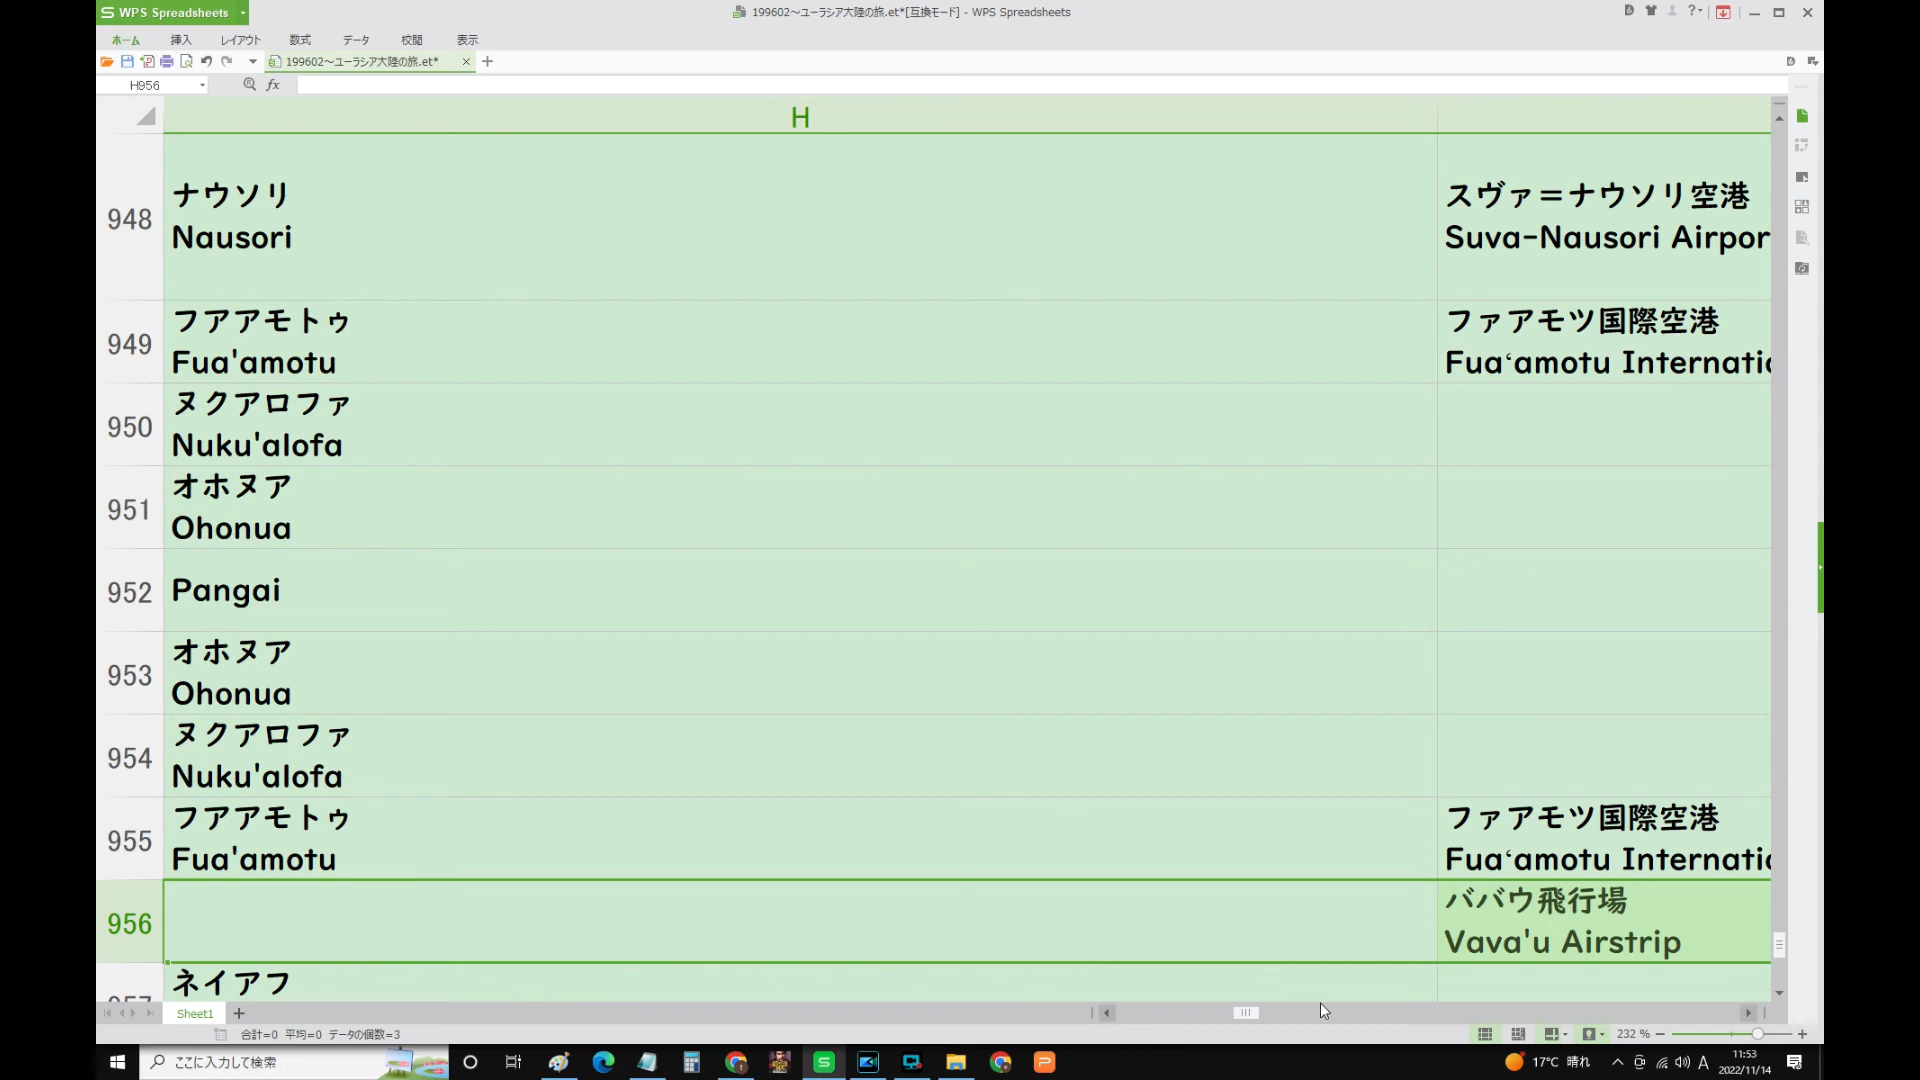 WPS Spreadsheets
199602～ユーラシア大陸の旅.et*[互換モード] - WPS Spreadsheets
ホーム 挿入 レイアウト 数式 データ 校閲 表示
199602～ユーラシア大陸の旅.et*
H956
fx
H
948
ナウソリ
Nausori
スヴァ＝ナウソリ空港
Suva-Nausori Airpor
949
フアアモトゥ
Fua'amotu
ファアモツ国際空港
Fuaʻamotu Internatio
950
ヌクアロファ
Nuku'alofa
951
オホヌア
Ohonua
952
Pangai
953
オホヌア
Ohonua
954
ヌクアロファ
Nuku'alofa
955
フアアモトゥ
Fua'amotu
ファアモツ国際空港
Fuaʻamotu Internatio
956
ババウ飛行場
Vava'u Airstrip
957
ネイアフ
Sheet1
合計=0 平均=0 データの個数=3
232 %
ここに入力して検索
17°C 晴れ
A
11:53
2022/11/14